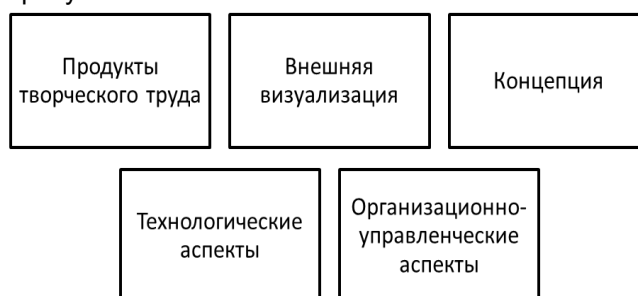 Продукты
творческого труда
Внешняя
визуализация
Концепция
Технологические
аспекты
Организационно-
управленческие
аспекты